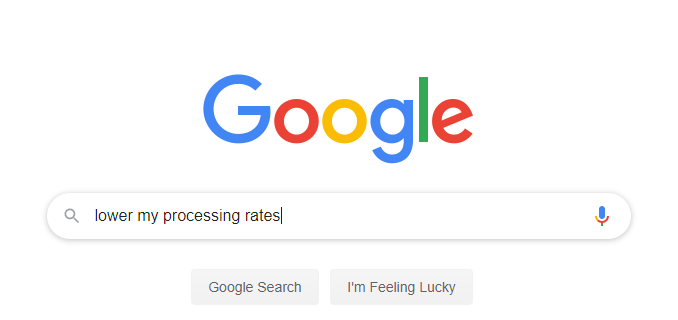 Google
lower my processing rates
Google Search
I'm Feeling Lucky